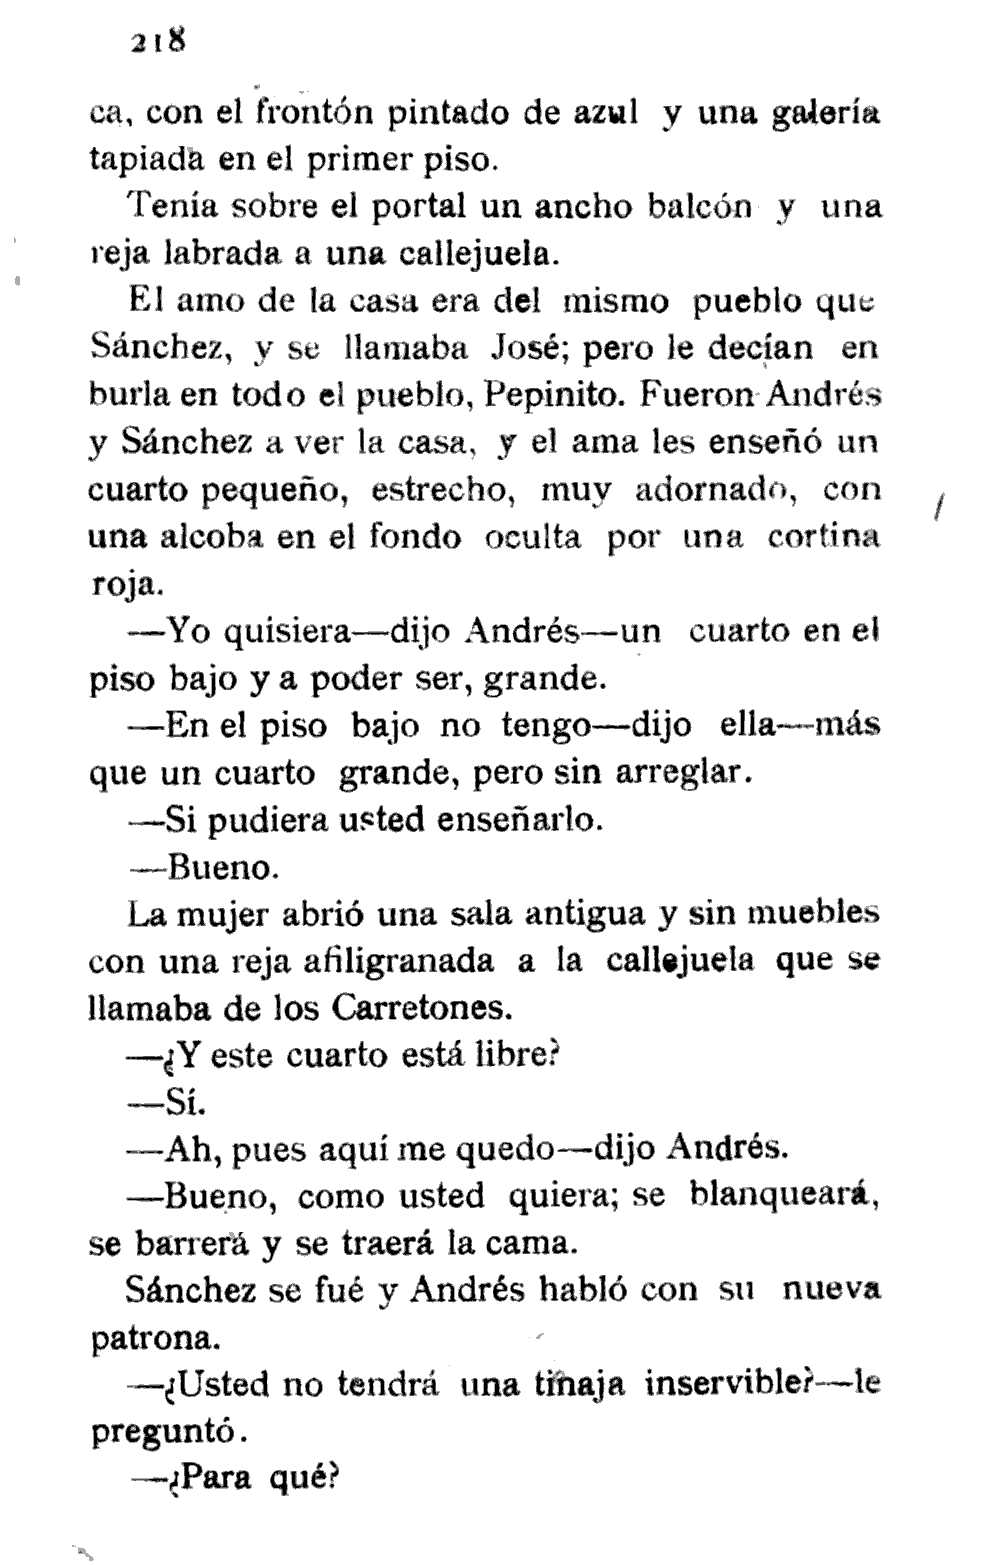 218
ca, con el frontón pintado de azul y una galería
tapiada en el primer piso.
Tenía sobre el portal un ancho balcón y una
reja labrada a una callejuela.
El amo de la casa era del mismo pueblo que
Sánchez, y se llamaba José; pero le decían en
burla en todo el pueblo, Pepinito. Fueron Andrés
y Sánchez a ver la casa, y el ama les enseñó un
cuarto pequeño, estrecho, muy adornado, con
una alcoba en el fondo oculta por una cortina
roja.
—Yo quisiera—dijo Andrés—un cuarto en el
piso bajo y a poder ser, grande.
—En el piso bajo no tengo—dijo ella—más
que un cuarto grande, pero sin arreglar.
—Si pudiera usted enseñarlo.
—Bueno.
La mujer abrió una sala antigua y sin muebles
con una reja afiligranada a la callejuela que se
llamaba de los Carretones.
—¿Y este cuarto está libre?
—Sí.
—Ah, pues aquí me quedo—dijo Andrés.
—Bueno, como usted quiera; se blanqueará,
se barrerá y se traerá la cama.
Sánchez se fué y Andrés habló con su nueva
patrona.
—¿Usted no tendrá una tinaja inservible?—le
preguntó.
—¿Para qué?